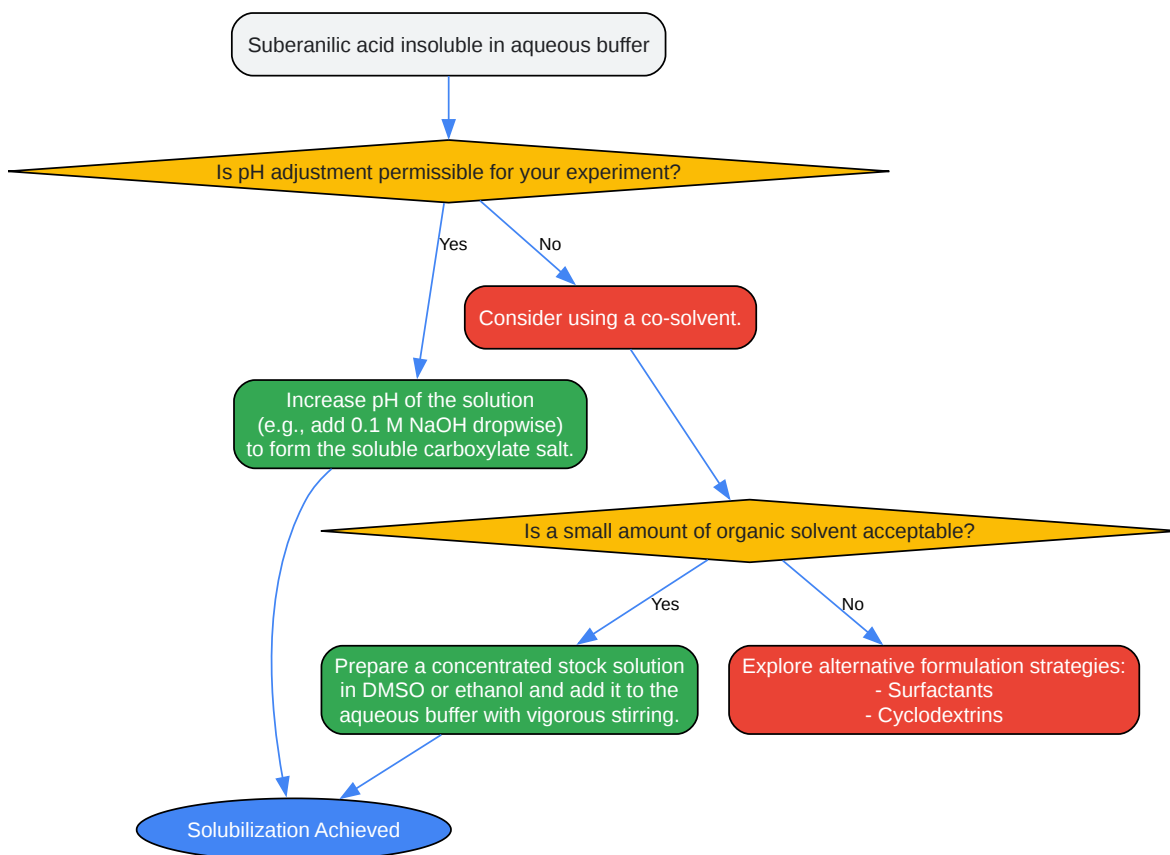 Suberanilic acid insoluble in aqueous buffer
Is pH adjustment permissible for your experiment?
Yes
No
Consider using a co-solvent.
Increase pH of the solution
(e.g., add 0.1 M NaOH dropwise)
to form the soluble carboxylate salt.
Is a small amount of organic solvent acceptable?
Yes
No
Prepare a concentrated stock solution
in DMSO or ethanol and add it to the
aqueous buffer with vigorous stirring.
Explore alternative formulation strategies:
- Surfactants
- Cyclodextrins
Solubilization Achieved